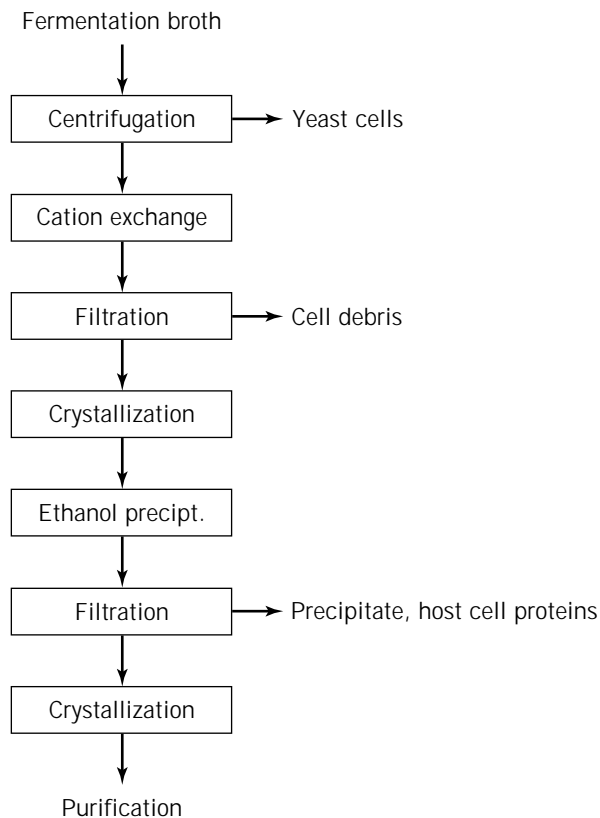 Fermentation broth
Centrifugation
Yeast cells
Cation exchange
Filtration
Cell debris
Crystallization
Ethanol precipt.
Filtration
Precipitate, host cell proteins
Crystallization
Purification